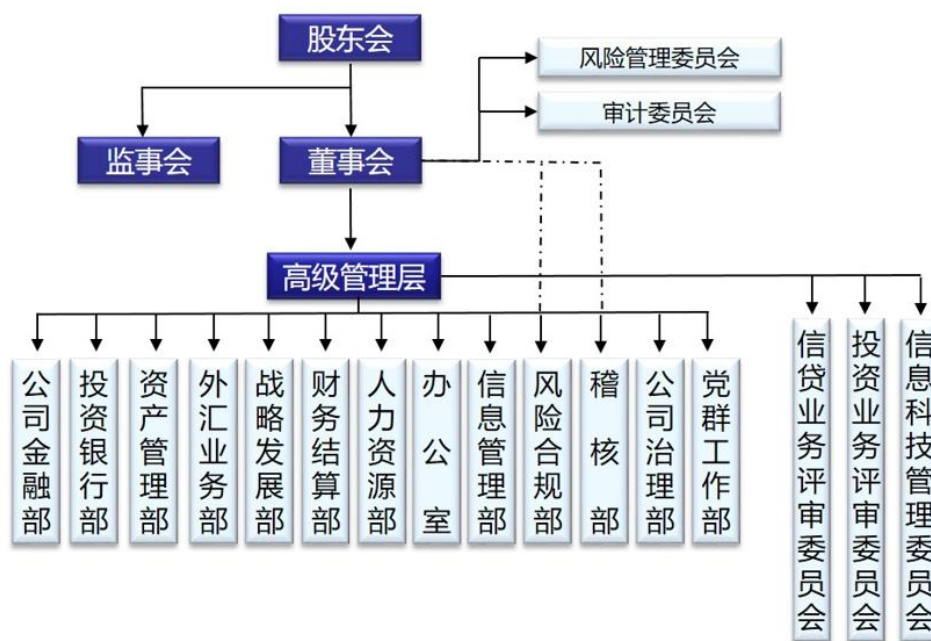 股东会
风险管理委员会
审计委员会
监事会
董事会
高级管理层
公司金融部
投资银行部
资产管理部
外汇业务部
战略发展部
财务结算部
人力资源部
办公室
信息管理部
风险合规部
稽核部
公司治理部
党群工作部
信贷业务评审委员会
投资业务评审委员会
信息科技管理委员会